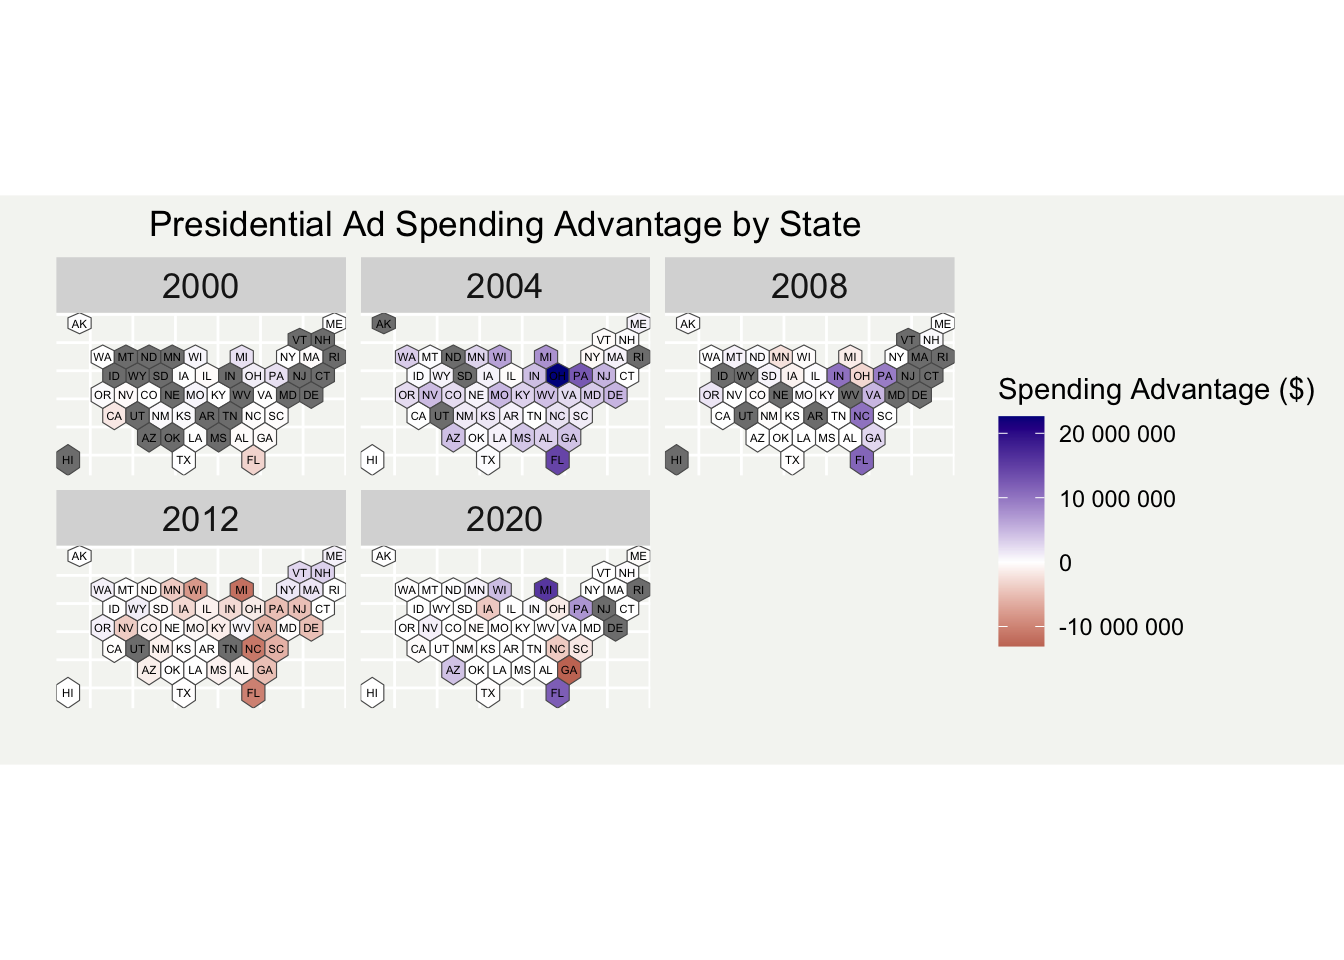 Presidential Ad Spending Advantage by State
2000 2004 2008
AK ME
VT NH
WA MT ND MN WI MI NY MA RI
ID WY SD IA IL IN OH PA NJ CT
OR NV CO NE MO KY WV VA MD DE
CA UT NM KS AR TN NC SC
AZ OK LA MS AL GA
HI TX FL
AK ME
VT NH
WA MT ND MN WI MI NY MA RI
ID WY SD IA IL IN OH PA NJ CT
OR NV CO NE MO KY WV VA MD DE
CA UT NM KS AR TN NC SC
AZ OK LA MS AL GA
HI TX FL
AK ME
VT NH
WA MT ND MN WI MI NY MA RI
ID WY SD IA IL IN OH PA NJ CT
OR NV CO NE MO KY WV VA MD DE
CA UT NM KS AR TN NC SC
AZ OK LA MS AL GA
HI TX FL
2012 2020
AK ME
VT NH
WA MT ND MN WI MI NY MA RI
ID WY SD IA IL IN OH PA NJ CT
OR NV CO NE MO KY WV VA MD DE
CA UT NM KS AR TN NC SC
AZ OK LA MS AL GA
HI TX FL
AK ME
VT NH
WA MT ND MN WI MI NY MA RI
ID WY SD IA IL IN OH PA NJ CT
OR NV CO NE MO KY WV VA MD DE
CA UT NM KS AR TN NC SC
AZ OK LA MS AL GA
HI TX FL
Spending Advantage ($)
20 000 000
10 000 000
0
-10 000 000